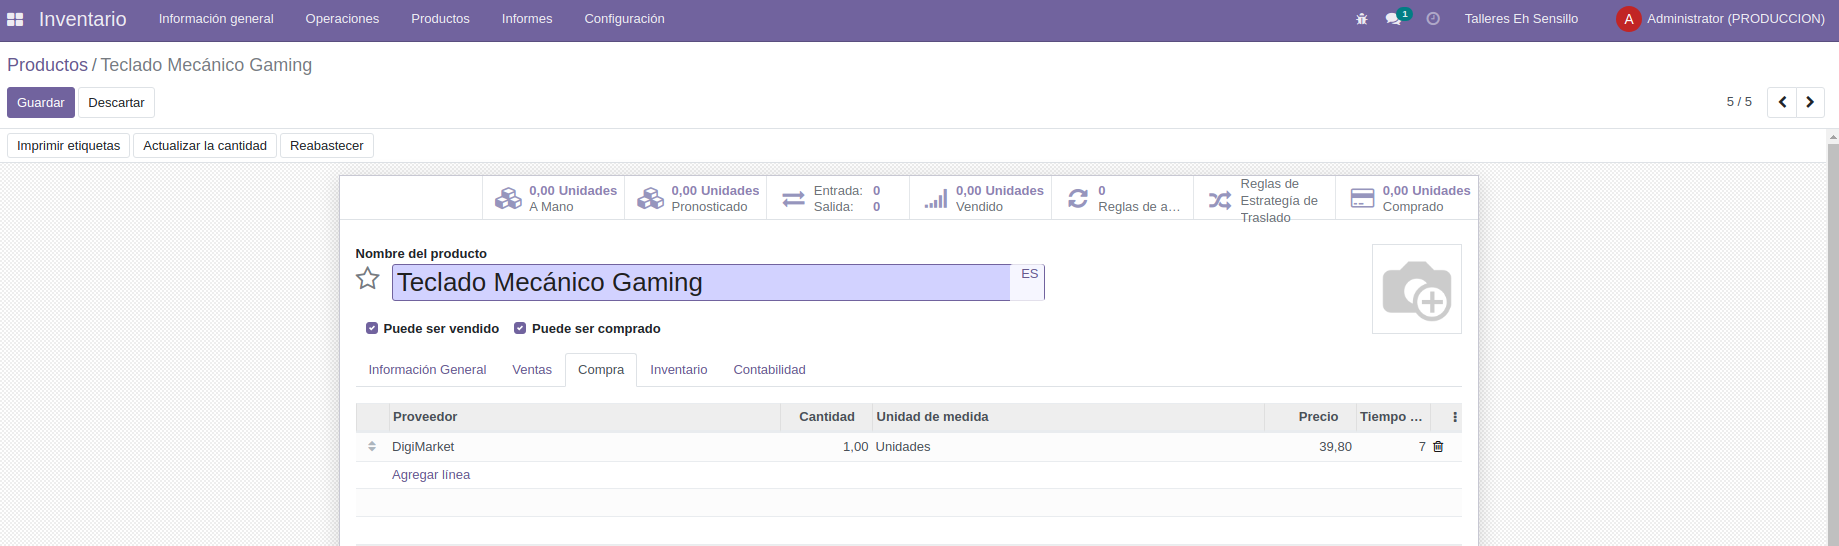 Inventario Información general Operaciones Productos Informes Configuración 1 Talleres Eh Sensillo A Administrator (PRODUCCION)
Productos / Teclado Mecánico Gaming
Guardar Descartar 5 / 5
Imprimir etiquetas Actualizar la cantidad Reabastecer
0,00 Unidades
A Mano
0,00 Unidades
Pronosticado
Entrada: 0
Salida: 0
0,00 Unidades
Vendido
0
Reglas de a…
Reglas de
Estrategía de
Traslado
0,00 Unidades
Comprado
Nombre del producto
Teclado Mecánico Gaming ES
Puede ser vendido Puede ser comprado
Información General Ventas Compra Inventario Contabilidad
Proveedor Cantidad Unidad de medida Precio Tiempo …
DigiMarket 1,00 Unidades 39,80 7
Agregar línea